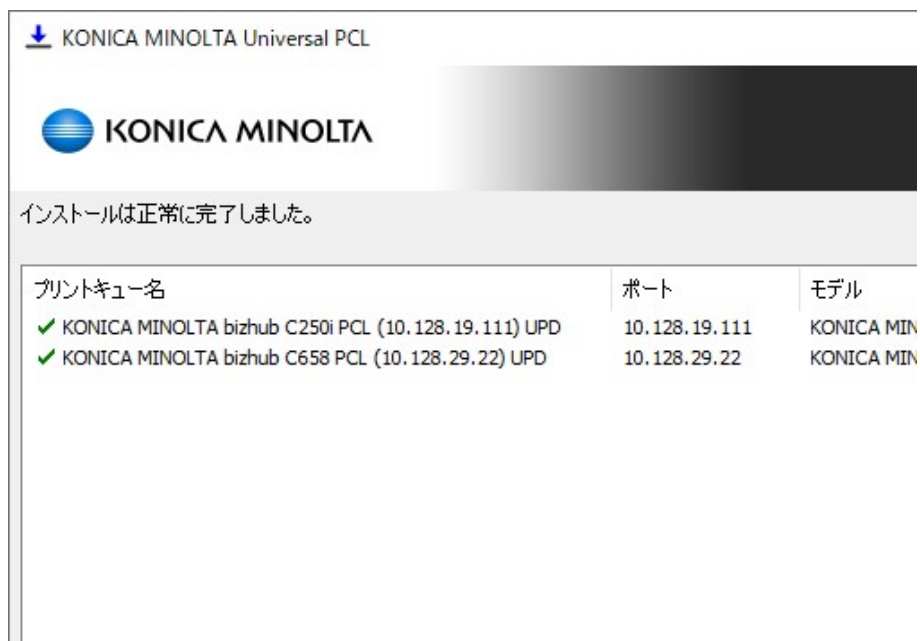 KONICA MINOLTA Universal PCL
KONICA MINOLTA
インストールは正常に完了しました。
プリントキュー名 ポート モデル
KONICA MINOLTA bizhub C250i PCL (10.128.19.111) UPD 10.128.19.111 KONICA MIN
KONICA MINOLTA bizhub C658 PCL (10.128.29.22) UPD 10.128.29.22 KONICA MIN